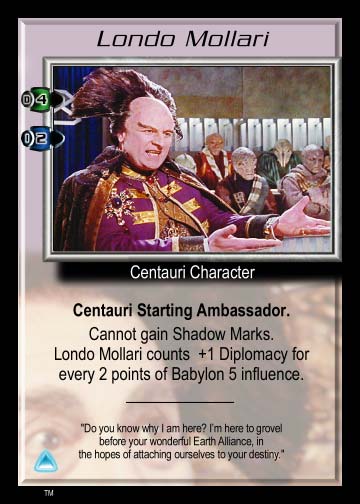 Londo Mollari
4
2
Centauri Character
Centauri Starting Ambassador.
Cannot gain Shadow Marks.
Londo Mollari counts +1 Diplomacy for
every 2 points of Babylon 5 influence.
"Do you know why I am here? I'm here to grovel
before your wonderful Earth Alliance, in
the hopes of attaching ourselves to your destiny."
TM